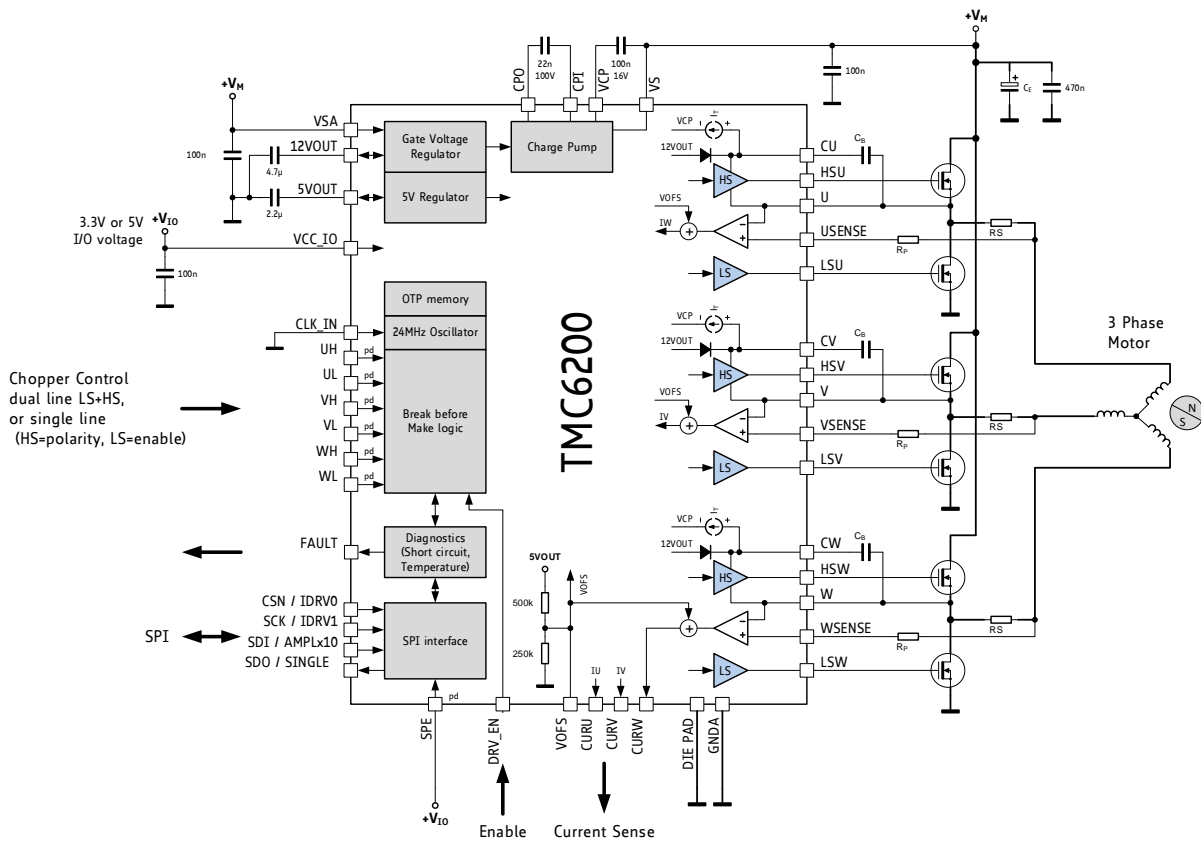 +VM
22n
100V
100n
16V
CPO
CPI
VCP
VS
100n
+
CE
470n
+VM
VSA
100n
12VOUT
4.7µ
5VOUT
2.2µ
Gate Voltage
Regulator
5V Regulator
Charge Pump
3.3V or 5V
I/O voltage
+VIO
VCC_IO
100n
OTP memory
24MHz Oscillator
CLK_IN
UH
pd
UL
pd
VH
pd
VL
pd
WH
pd
WL
pd
Break before
Make logic
Chopper Control
dual line LS+HS,
or single line
(HS=polarity, LS=enable)
TMC6200
FAULT
Diagnostics
(Short circuit,
Temperature)
SPI
CSN / IDRV0
SCK / IDRV1
SDI / AMPLx10
SDO / SINGLE
SPI interface
pd
SPE
+VIO
DRV_EN
Enable
5VOUT
500k
250k
VOFS
VOFS
IU
IV
CURU
CURV
CURW
Current Sense
DIE PAD
GNDA
VCP
- +
12VOUT
HS
VOFS
IW
+
-
+
LS
CU
CB
HSU
U
USENSE
RP
RS
LSU
VCP
- +
12VOUT
HS
VOFS
IV
+
-
+
LS
CV
CB
HSV
V
VSENSE
RP
RS
LSV
VCP
- +
12VOUT
HS
+
-
+
LS
CW
CB
HSW
W
WSENSE
RP
RS
LSW
3 Phase
Motor
N
S